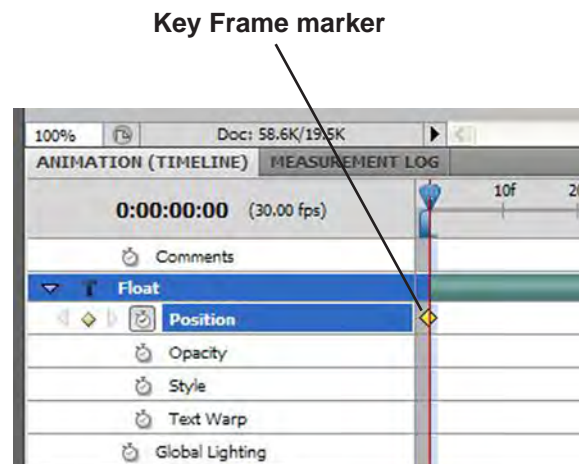 Key Frame marker
100% Doc: 58.6K/19.5K
ANIMATION (TIMELINE) MEASUREMENT LOG
0:00:00:00 (30.00 fps) 10f 2
Comments
T Float
Position
Opacity
Style
Text Warp
Global Lighting